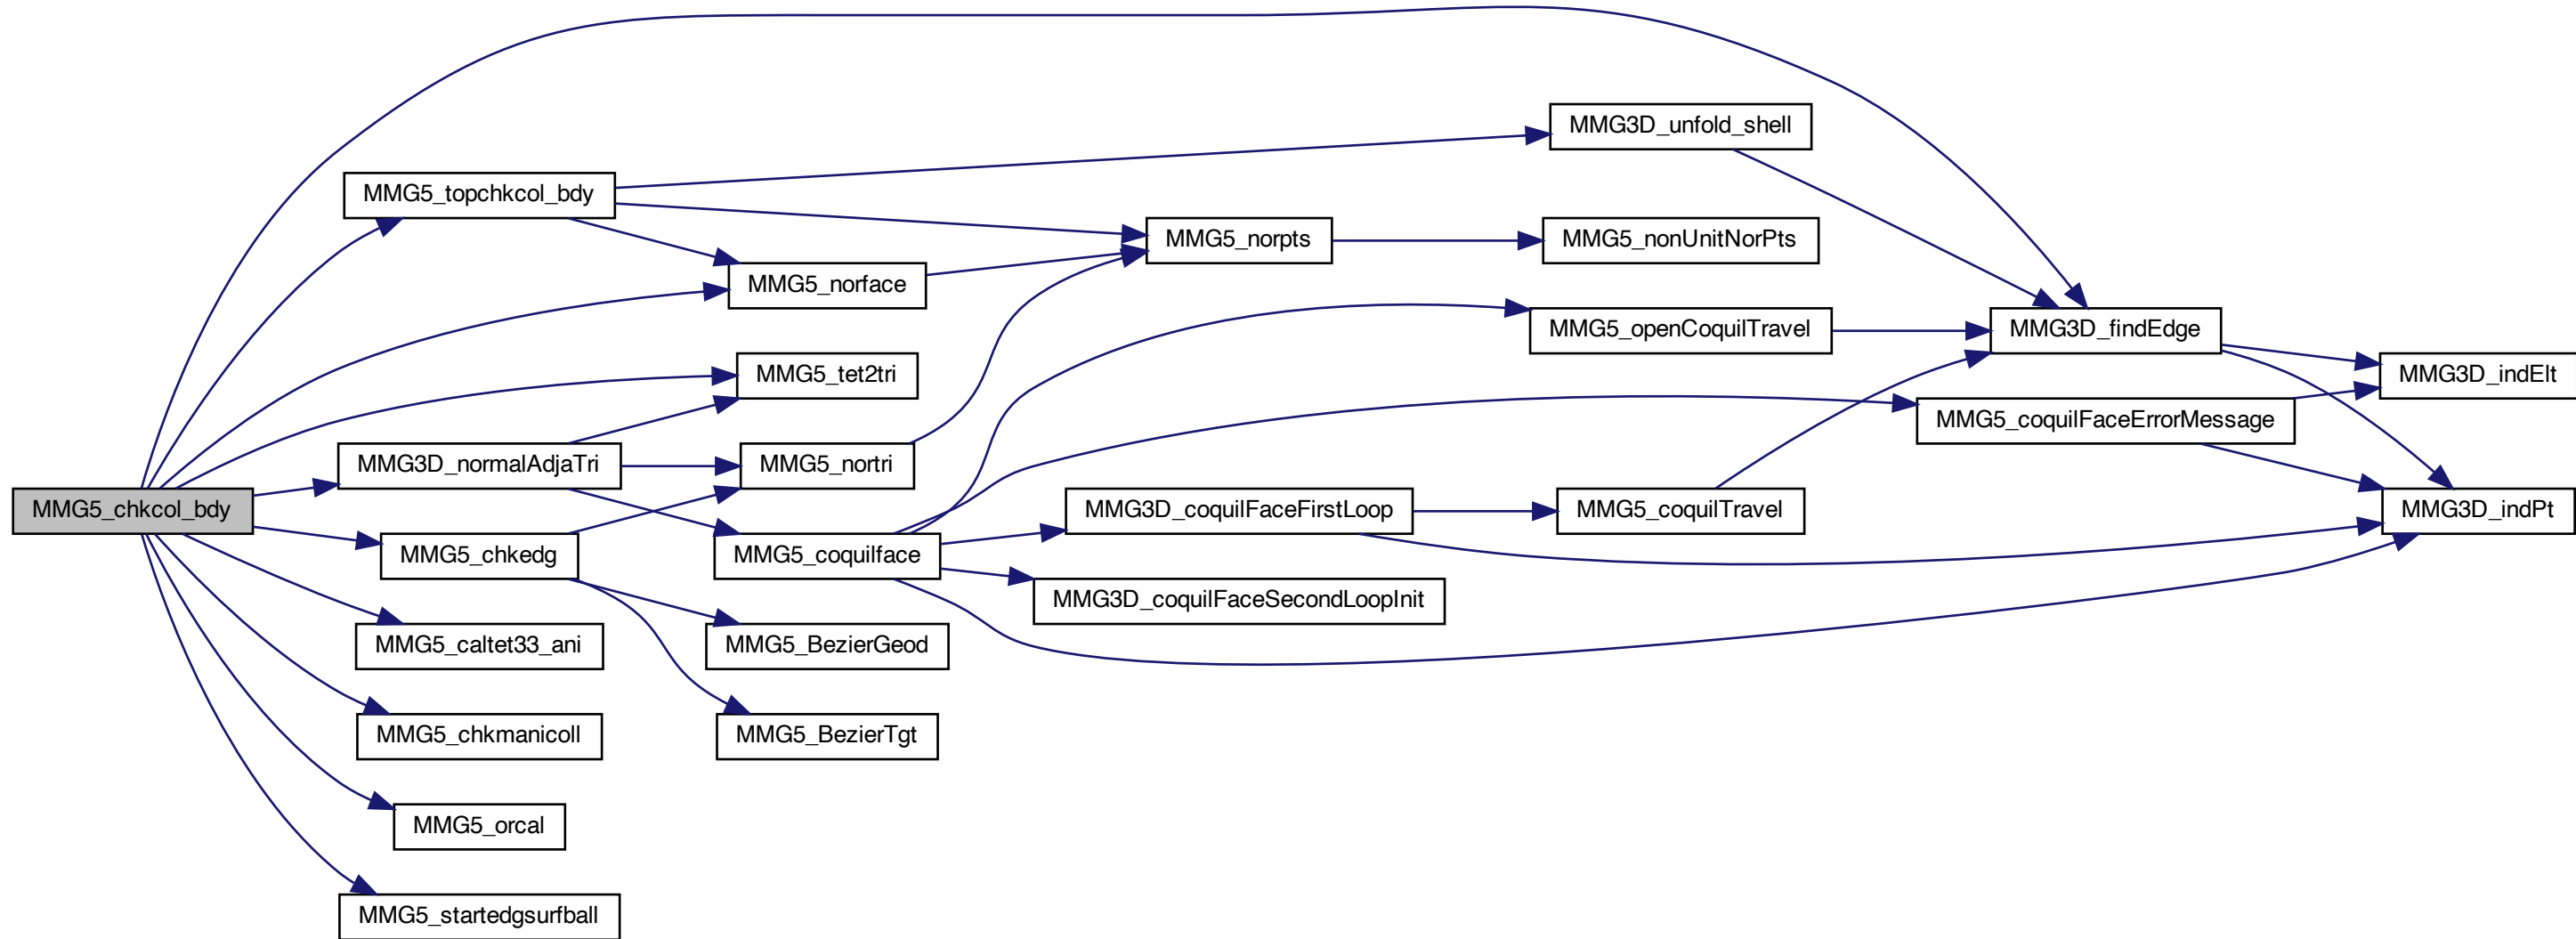 MMG3D_unfold_shell
MMG5_topchkcol_bdy
MMG5_norpts
MMG5_nonUnitNorPts
MMG5_norface
MMG5_openCoquilTravel
MMG3D_findEdge
MMG5_tet2tri
MMG3D_indElt
MMG5_coquilFaceErrorMessage
MMG3D_normalAdjaTri
MMG5_nortri
MMG5_chkcol_bdy
MMG3D_coquilFaceFirstLoop
MMG5_coquilTravel
MMG3D_indPt
MMG5_chkedg
MMG5_coquilface
MMG3D_coquilFaceSecondLoopInit
MMG5_caltet33_ani
MMG5_BezierGeod
MMG5_chkmanicoll
MMG5_BezierTgt
MMG5_orcal
MMG5_startedgsurfball